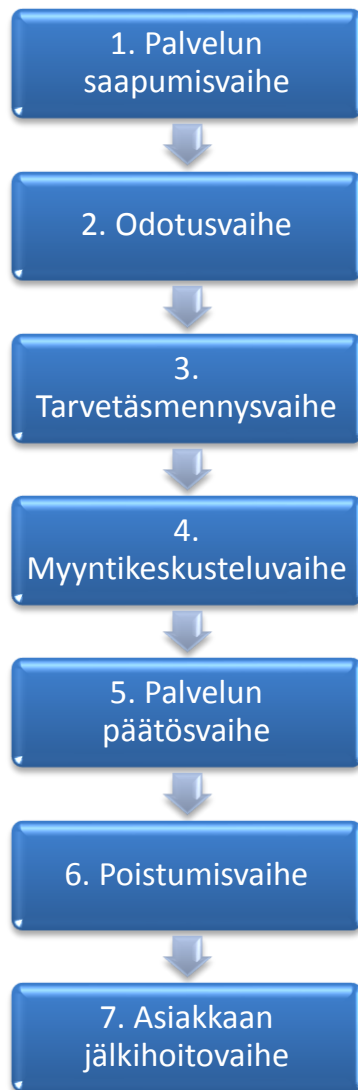 1. Palvelun
saapumisvaihe
2. Odotusvaihe
3.
Tarvetäsmennysvaihe
4.
Myyntikeskusteluvaihe
5. Palvelun
päätösvaihe
6. Poistumisvaihe
7. Asiakkaan
jälkihoitovaihe